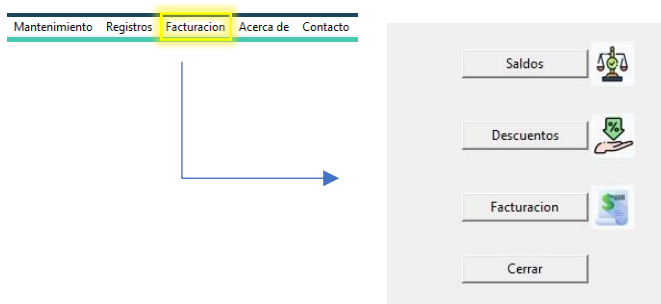 Mantenimiento Registros Facturacion Acerca de Contacto
Saldos
%
Descuentos
$
Facturacion
Cerrar